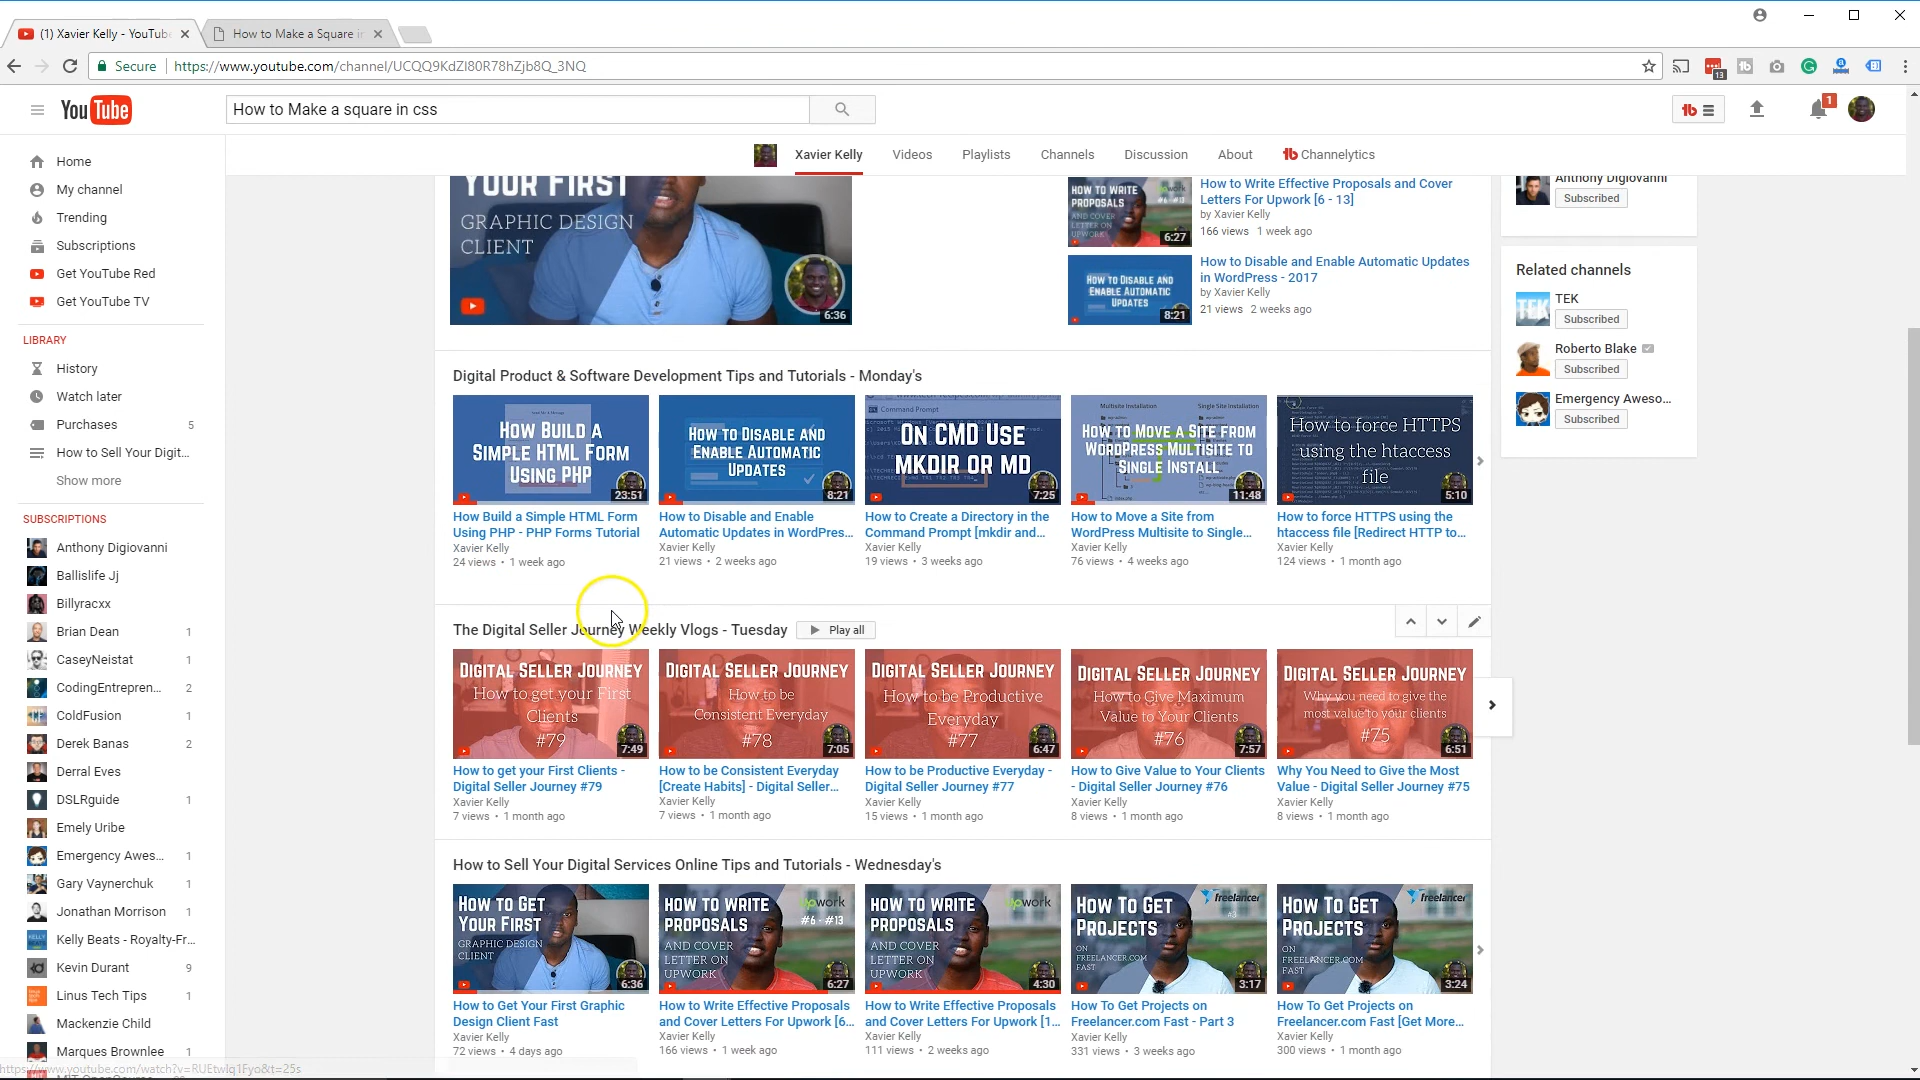 (1) Xavier Kelly - YouTube
How to Make a Square in
Secure
https://www.youtube.com/channel/UCQQ9KdZI80R78hZjb8Q_3NQ
13
YouTube
How to Make a square in css
1
Xavier Kelly
Videos
Playlists
Channels
Discussion
About
Channelytics
Home
My channel
Trending
Subscriptions
Get YouTube Red
Get YouTube TV
LIBRARY
History
Watch later
Purchases 5
How to Sell Your Digit...
Show more
SUBSCRIPTIONS
Anthony Digiovanni
Ballislife Jj
Billyracxx
Brian Dean 1
CaseyNeistat 1
CodingEntrepren... 2
ColdFusion 1
Derek Banas 2
Derral Eves
DSLRguide 1
Emely Uribe
Emergency Awes... 1
Gary Vaynerchuk 1
Jonathan Morrison 1
Kelly Beats - Royalty-Fr...
Kevin Durant 9
Linus Tech Tips 1
Mackenzie Child
Marques Brownlee 1
https://www.youtube.com/watch?v=RUEtwlq1Fyo&t=25s
YOUR FIRST
GRAPHIC DESIGN
CLIENT
6:36
HOW TO WRITE
PROPOSALS
AND COVER
LETTER ON
UPWORK
#6 - #13
6:27
How to Write Effective Proposals and Cover
Letters For Upwork [6 - 13]
by Xavier Kelly
166 views 1 week ago
HOW TO DISABLE AND
ENABLE AUTOMATIC
UPDATES
8:21
How to Disable and Enable Automatic Updates
in WordPress - 2017
by Xavier Kelly
21 views 2 weeks ago
Anthony Digiovanni
Subscribed
Related channels
TEK
TEK
Subscribed
Roberto Blake
Subscribed
Emergency Aweso...
Subscribed
Digital Product & Software Development Tips and Tutorials - Monday's
HOW BUILD A
SIMPLE HTML FORM
USING PHP
23:51
How Build a Simple HTML Form
Using PHP - PHP Forms Tutorial
Xavier Kelly
24 views • 1 week ago
HOW TO DISABLE AND
ENABLE AUTOMATIC
UPDATES
8:21
How to Disable and Enable
Automatic Updates in WordPres...
Xavier Kelly
21 views • 2 weeks ago
Command Prompt
ON CMD USE
MKDIR OR MD
7:25
How to Create a Directory in the
Command Prompt [mkdir and...
Xavier Kelly
19 views • 3 weeks ago
Multisite Installation
Single Site Installation
HOW TO MOVE A SITE FROM
WORDPRESS MULTISITE TO
SINGLE INSTALL
11:48
How to Move a Site from
WordPress Multisite to Single...
Xavier Kelly
76 views • 4 weeks ago
How to force HTTPS
using the htaccess
file
5:10
How to force HTTPS using the
htaccess file [Redirect HTTP to...
Xavier Kelly
124 views • 1 month ago
The Digital Seller Journey Weekly Vlogs - Tuesday
Play all
DIGITAL SELLER JOURNEY
How to get your First
Clients
#79
7:49
How to get your First Clients -
Digital Seller Journey #79
Xavier Kelly
7 views • 1 month ago
DIGITAL SELLER JOURNEY
How to be
Consistent Everyday
#78
7:05
How to be Consistent Everyday
[Create Habits] - Digital Seller...
Xavier Kelly
7 views • 1 month ago
DIGITAL SELLER JOURNEY
How to be Productive
Everyday
#77
6:47
How to be Productive Everyday -
Digital Seller Journey #77
Xavier Kelly
15 views • 1 month ago
DIGITAL SELLER JOURNEY
How to Give Maximum
Value to Your Clients
#76
7:57
How to Give Value to Your Clients
- Digital Seller Journey #76
Xavier Kelly
8 views • 1 month ago
DIGITAL SELLER JOURNEY
Why you need to give the
most value to your clients
#75
6:51
Why You Need to Give the Most
Value - Digital Seller Journey #75
Xavier Kelly
8 views • 1 month ago
How to Sell Your Digital Services Online Tips and Tutorials - Wednesday's
HOW TO GET
YOUR FIRST
GRAPHIC DESIGN
CLIENT
6:36
How to Get Your First Graphic
Design Client Fast
Xavier Kelly
72 views • 4 days ago
HOW TO WRITE
PROPOSALS
AND COVER
LETTER ON
UPWORK
upwork
#6 - #13
6:27
How to Write Effective Proposals
and Cover Letters For Upwork [6...
Xavier Kelly
166 views • 1 week ago
HOW TO WRITE
PROPOSALS
AND COVER
LETTER ON
UPWORK
upwork
4:30
How to Write Effective Proposals
and Cover Letters For Upwork [1...
Xavier Kelly
111 views • 2 weeks ago
HOW TO GET
PROJECTS
ON
FREELANCER.COM
FAST
freelancer
#3
3:17
How To Get Projects on
Freelancer.com Fast - Part 3
Xavier Kelly
331 views • 3 weeks ago
HOW TO GET
PROJECTS
ON
FREELANCER.COM
FAST
freelancer
3:24
How To Get Projects on
Freelancer.com Fast [Get More...
Xavier Kelly
300 views • 1 month ago